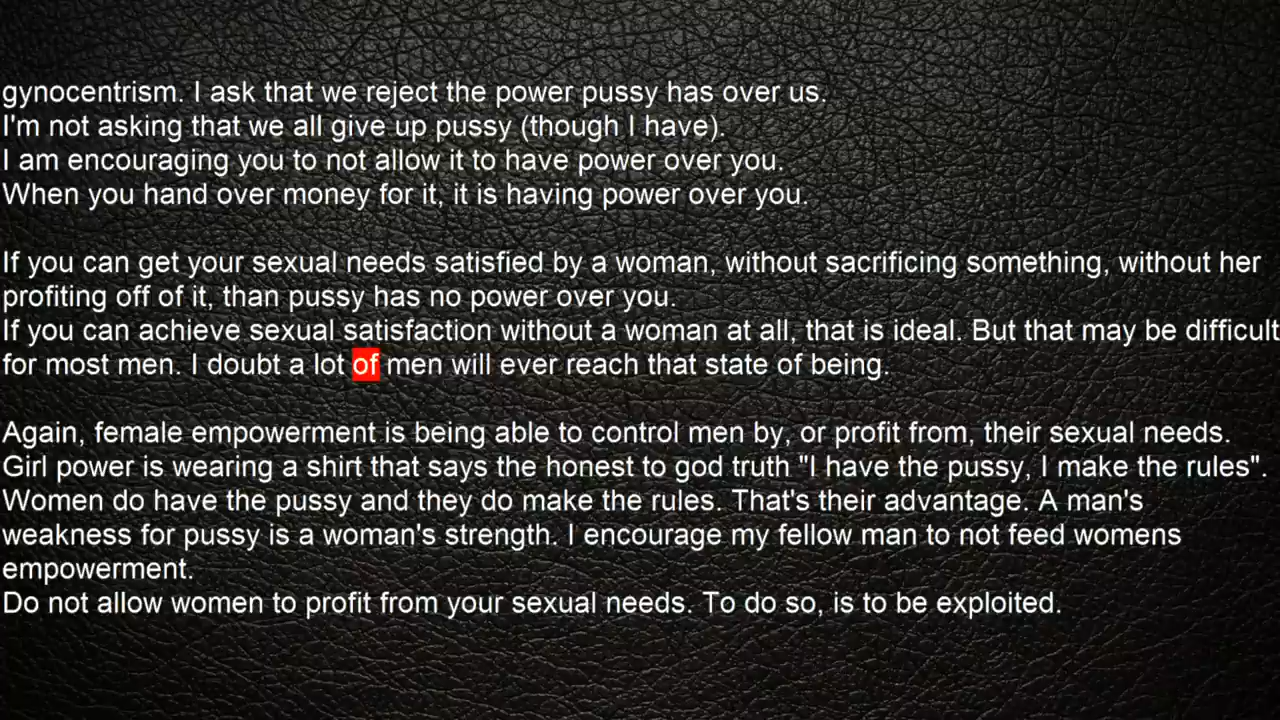 gynocentrism. I ask that we reject the power pussy has over us.
I'm not asking that we all give up pussy (though I have).
I am encouraging you to not allow it to have power over you.
When you hand over money for it, it is having power over you.
If you can get your sexual needs satisfied by a woman, without sacrificing something, without her
profiting off of it, than pussy has no power over you.
If you can achieve sexual satisfaction without a woman at all, that is ideal. But that may be difficult
for most men. I doubt a lot of men will ever reach that state of being.
Again, female empowerment is being able to control men by, or profit from, their sexual needs.
Girl power is wearing a shirt that says the honest to god truth "I have the pussy, I make the rules".
Women do have the pussy and they do make the rules. That's their advantage. A man's
weakness for pussy is a woman's strength. I encourage my fellow man to not feed womens
empowerment.
Do not allow women to profit from your sexual needs. To do so, is to be exploited.